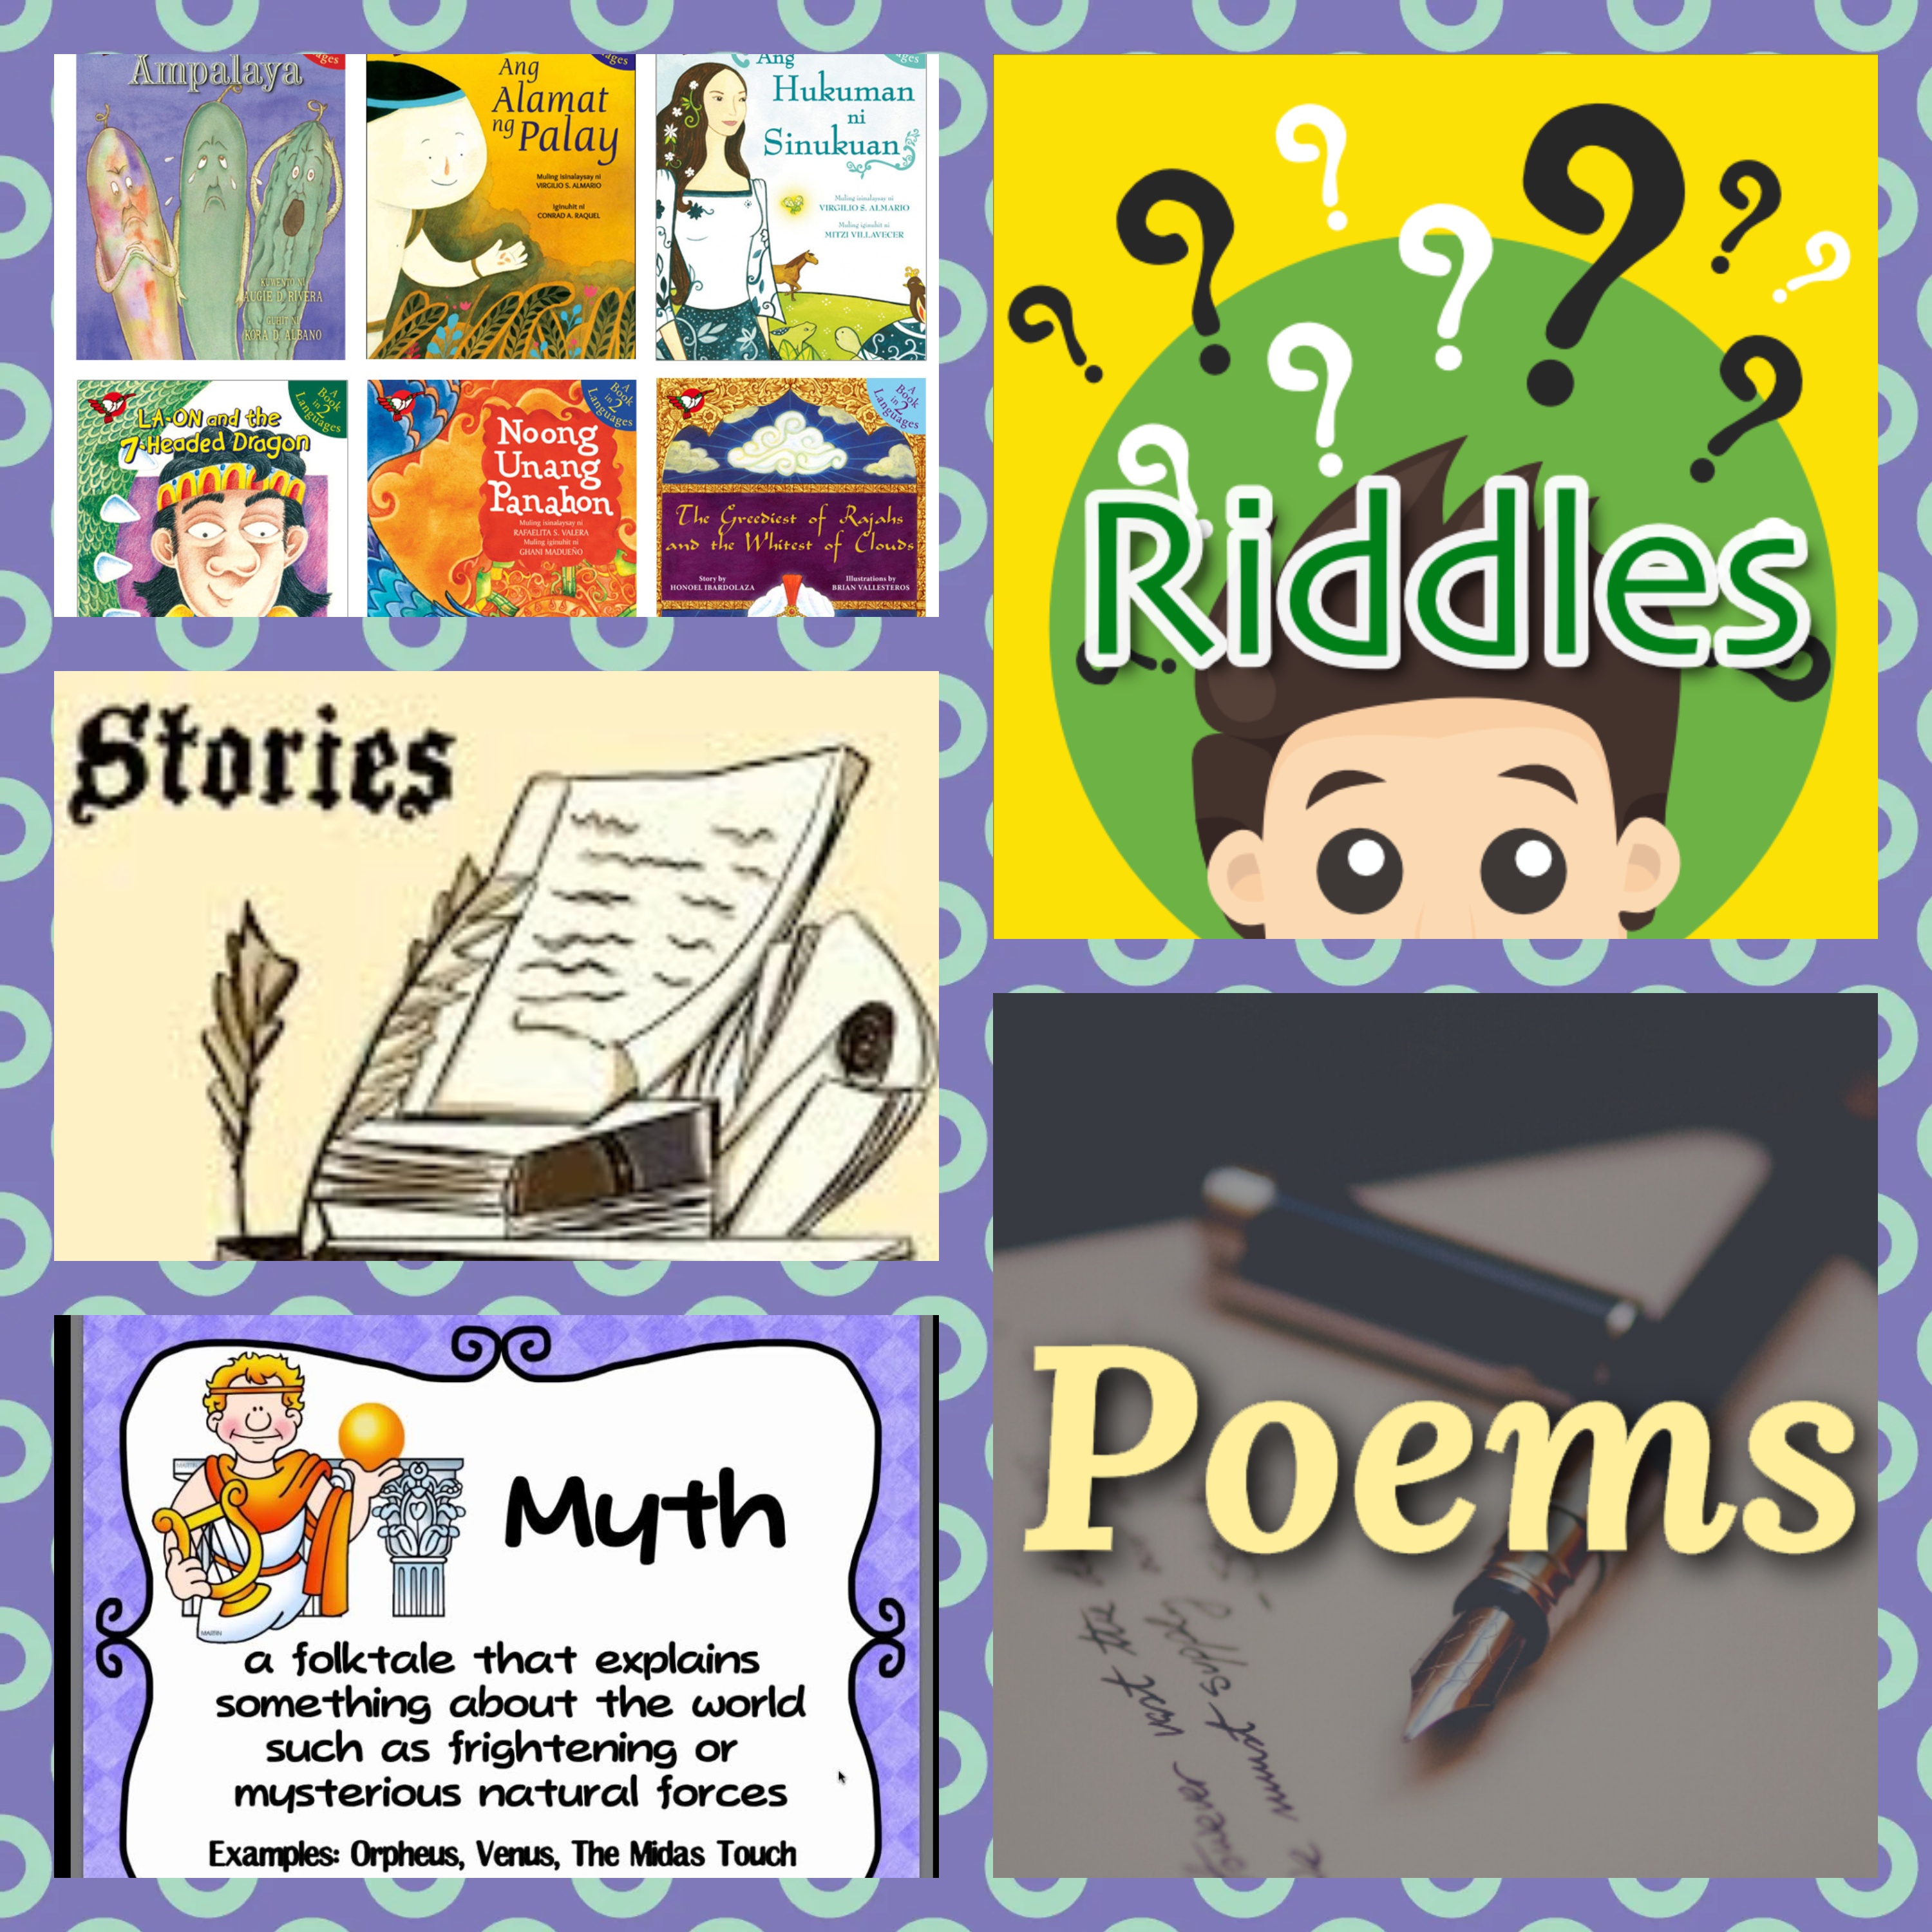 Ampalaya
ages
KUWENTO NI
AUGIE D. RIVERA
GUHIT NI
KORA D. ALBANO
ages
Ang
Alamat
ng Palay
Muling isinalaysay ni
VIRGILIO S. ALMARIO
Iginuhit ni
CONRAD A. RAQUEL
ages
Ang
Hukuman
ni
Sinukuan
Muling isinalaysay ni
VIRGILIO S. ALMARIO
Muling iginuhit ni
MITZI VILLAVECER
A
Book
in 2
Languages
LA-ON and the
7-Headed Dragon
A
Book
in 2
Languages
Noong
Unang
Panahon
Muling isinalaysay ni
RAFAELITA S. VALERA
Muling iginuhit ni
GHANI MADUEÑO
A
Book
in 2
Languages
The Greediest of Rajahs
and the Whitest of Clouds
Story by
HONOEL IBARDOLAZA
Illustrations by
BRIAN VALLESTEROS
Stories
Myth
MARTIN
a folktale that explains
something about the world
such as frightening or
mysterious natural forces
Examples: Orpheus, Venus, The Midas Touch
Riddles
Poems